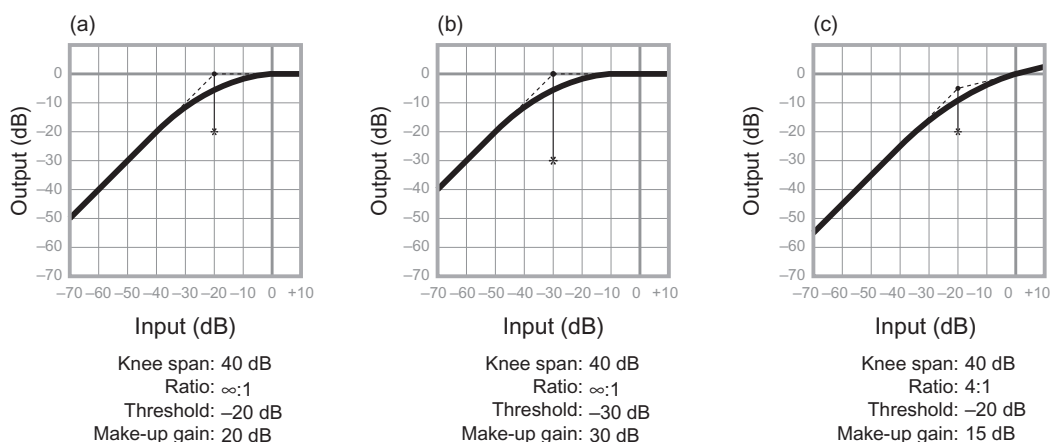 (a)
Output (dB)
0
–10
–20
–30
–40
–50
–60
–70
–70 –60 –50 –40 –30 –20 –10 0 +10
Input (dB)
Knee span: 40 dB
Ratio: ∞:1
Threshold: –20 dB
Make-up gain: 20 dB
(b)
Output (dB)
0
–10
–20
–30
–40
–50
–60
–70
–70 –60 –50 –40 –30 –20 –10 0 +10
Input (dB)
Knee span: 40 dB
Ratio: ∞:1
Threshold: –30 dB
Make-up gain: 30 dB
(c)
Output (dB)
0
–10
–20
–30
–40
–50
–60
–70
–70 –60 –50 –40 –30 –20 –10 0 +10
Input (dB)
Knee span: 40 dB
Ratio: 4:1
Threshold: –20 dB
Make-up gain: 15 dB